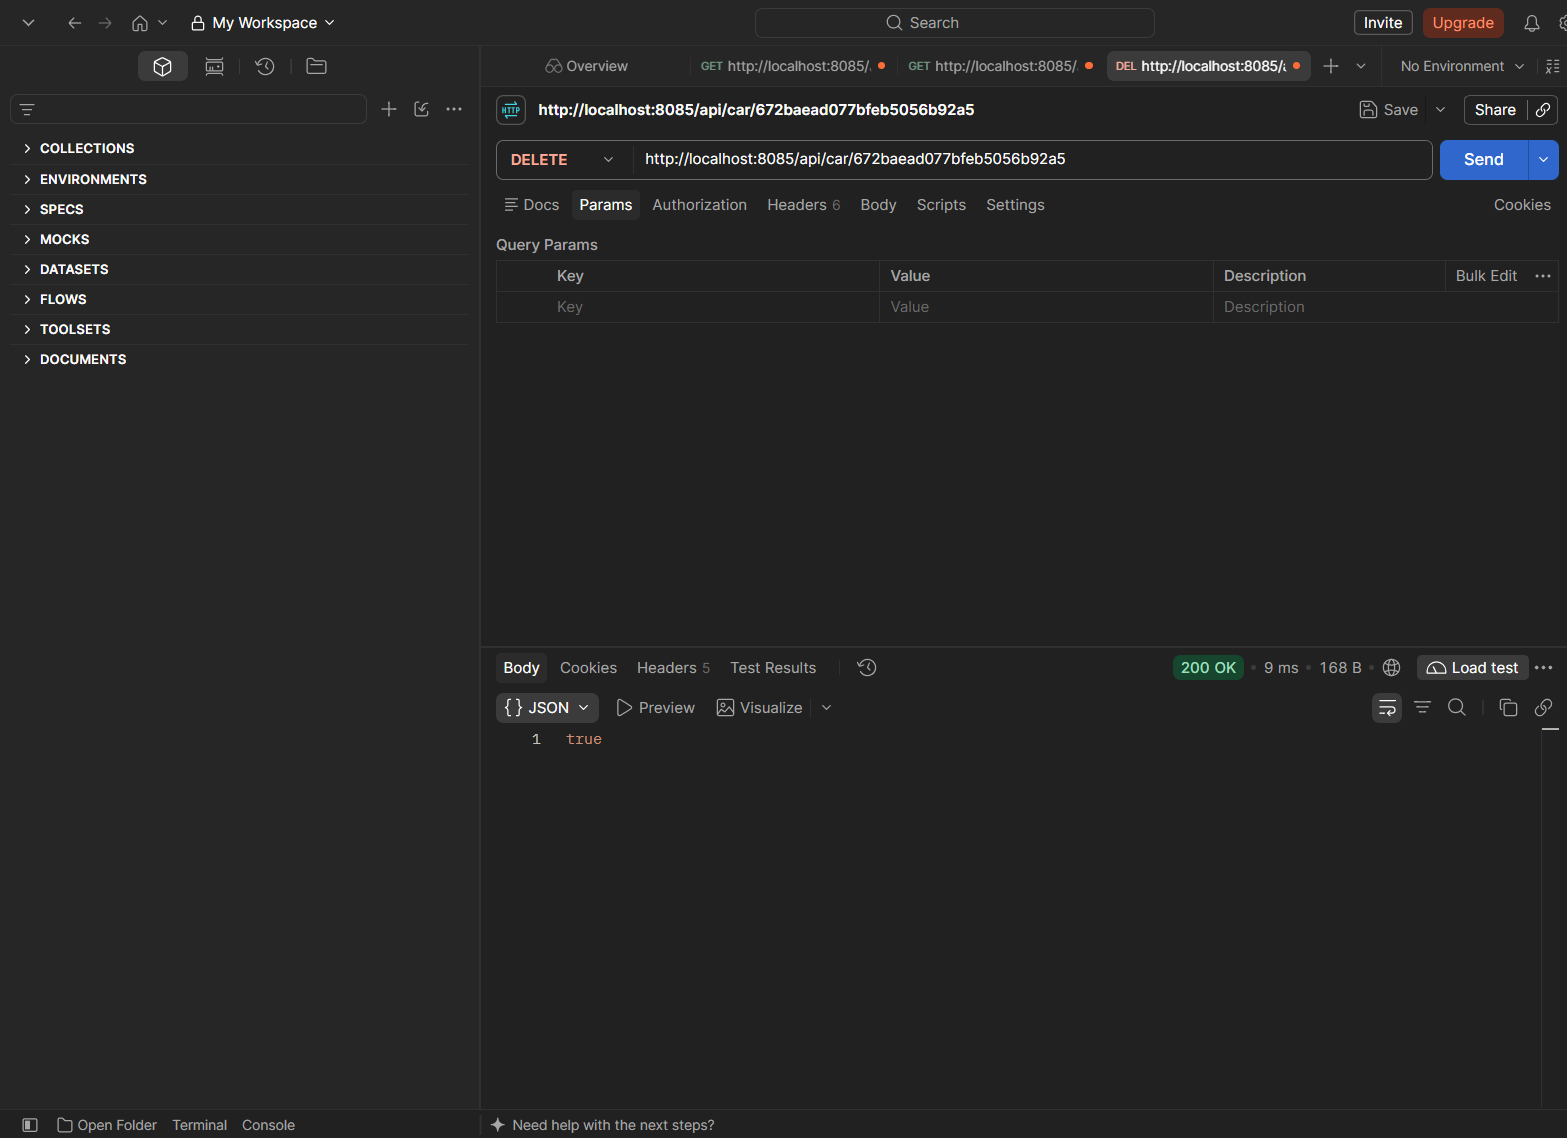 My Workspace
Search
Invite
Upgrade
Overview
GET http://localhost:8085/
GET http://localhost:8085/
DEL http://localhost:8085/a
No Environment
HTTP
http://localhost:8085/api/car/672baead077bfeb5056b92a5
Save
Share
COLLECTIONS
ENVIRONMENTS
SPECS
MOCKS
DATASETS
FLOWS
TOOLSETS
DOCUMENTS
DELETE
http://localhost:8085/api/car/672baead077bfeb5056b92a5
Send
Docs
Params
Authorization
Headers 6
Body
Scripts
Settings
Cookies
Query Params
Key Value Description Bulk Edit
Key Value Description
Body
Cookies
Headers 5
Test Results
200 OK
9 ms
168 B
Load test
{} JSON
Preview
Visualize
1 true
Open Folder
Terminal
Console
Need help with the next steps?